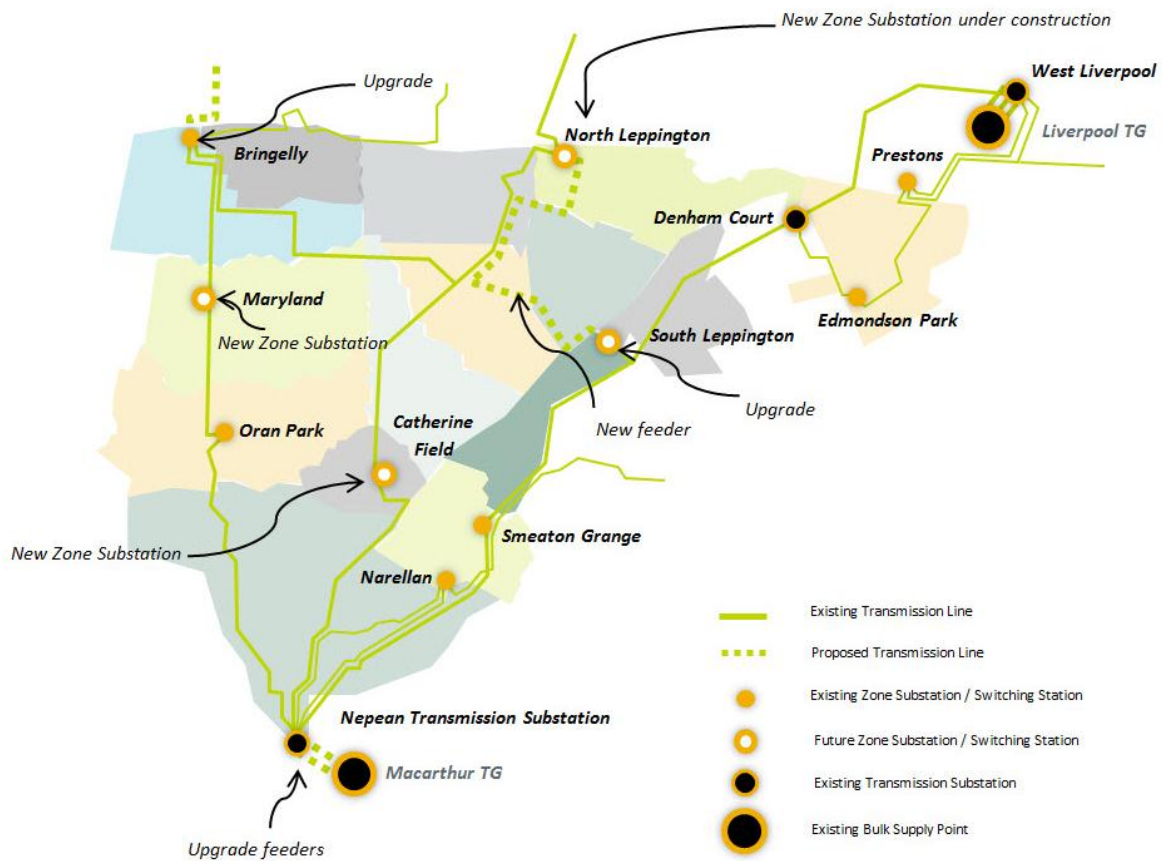 New Zone Substation under construction
West Liverpool
Upgrade
North Leppington
Liverpool TG
Bringelly
Prestons
Denham Court
Maryland
Edmondson Park
New Zone Substation
South Leppington
Upgrade
Catherine
Field
New feeder
Oran Park
Smeaton Grange
New Zone Substation
Narellan
Existing Transmission Line
Proposed Transmission Line
Existing Zone Substation / Switching Station
Nepean Transmission Substation
Future Zone Substation / Switching Station
Macarthur TG
Existing Transmission Substation
Existing Bulk Supply Point
Upgrade feeders